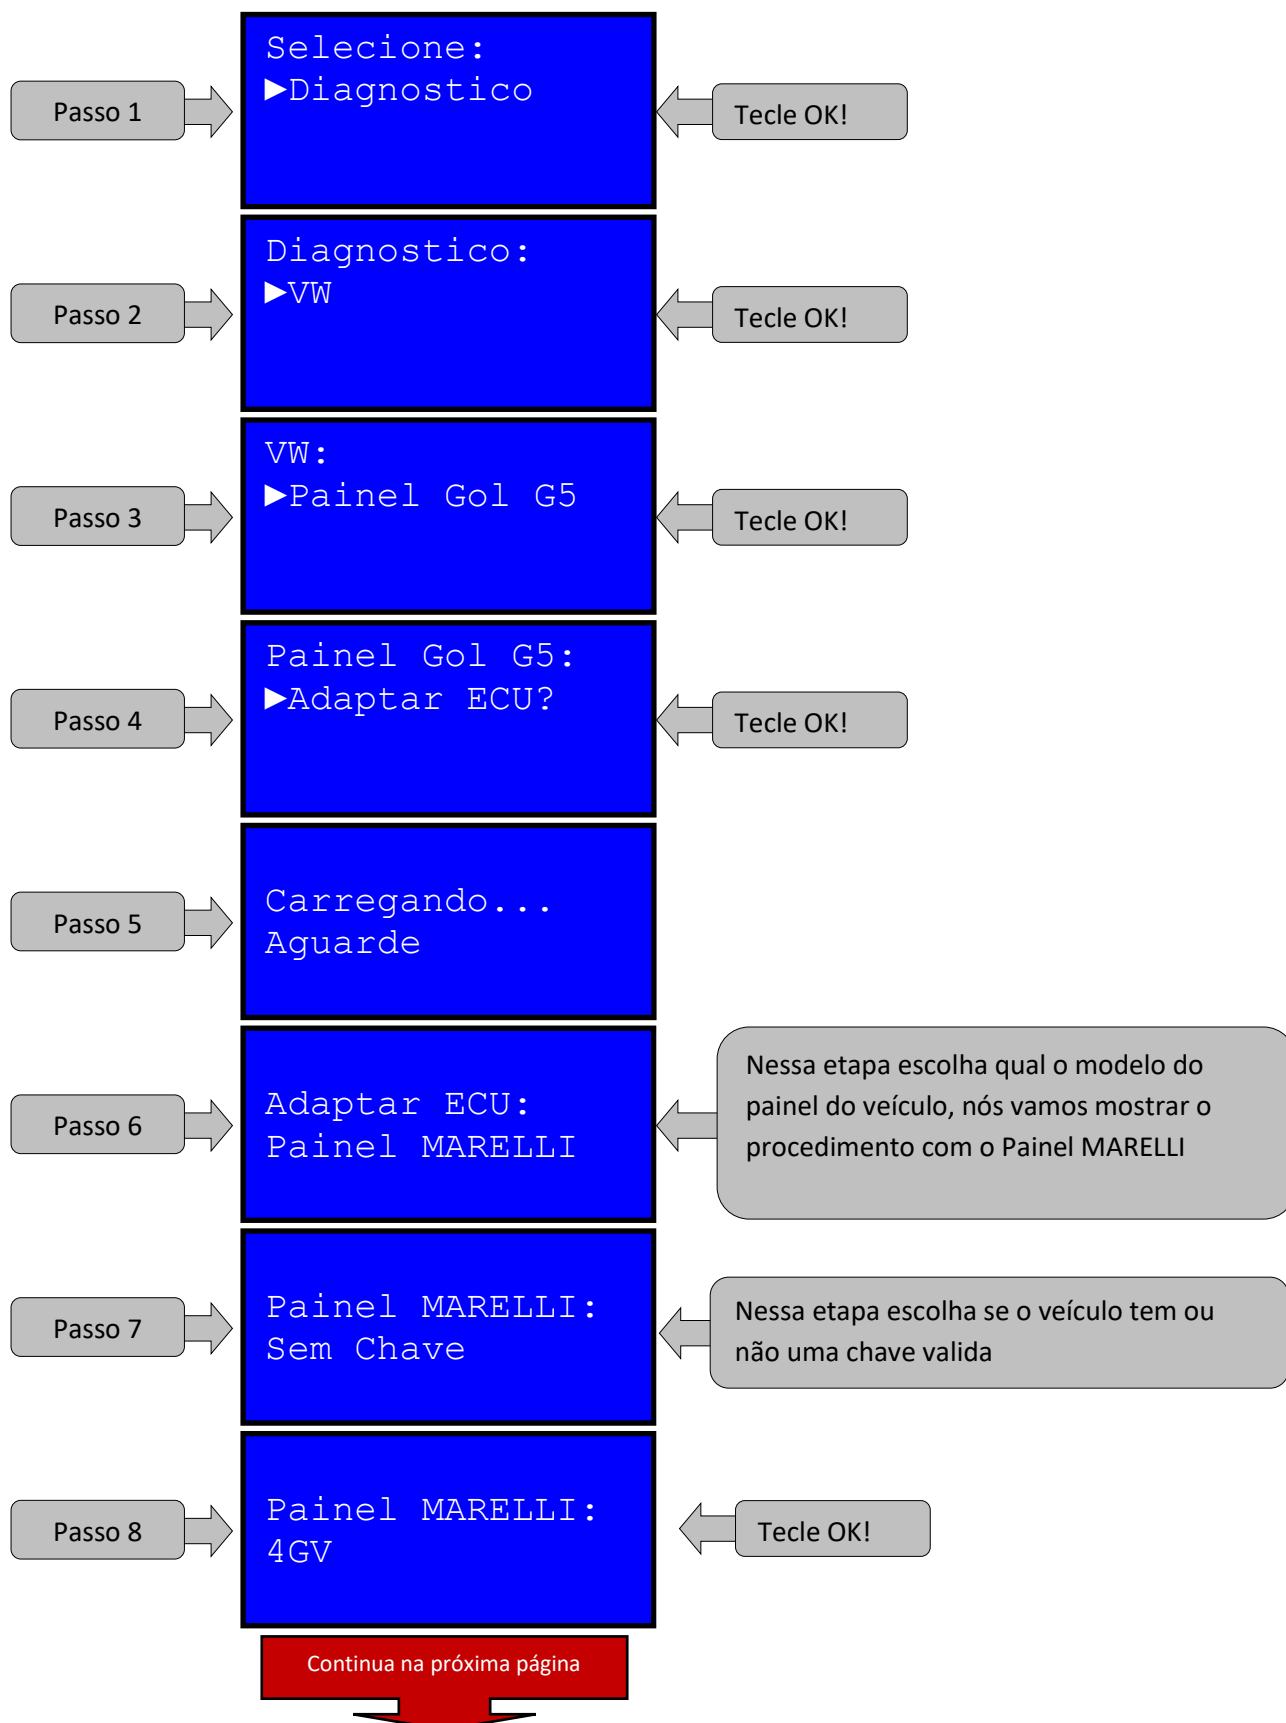 Passo 1
Selecione:
►Diagnostico
Tecle OK!
Passo 2
Diagnostico:
►VW
Tecle OK!
Passo 3
VW:
►Painel Gol G5
Tecle OK!
Passo 4
Painel Gol G5:
►Adaptar ECU?
Tecle OK!
Passo 5
Carregando...
Aguarde
Passo 6
Adaptar ECU:
Painel MARELLI
Nessa etapa escolha qual o modelo do
painel do veículo, nós vamos mostrar o
procedimento com o Painel MARELLI
Passo 7
Painel MARELLI:
Sem Chave
Nessa etapa escolha se o veículo tem ou
não uma chave valida
Passo 8
Painel MARELLI:
4GV
Tecle OK!
Continua na próxima página